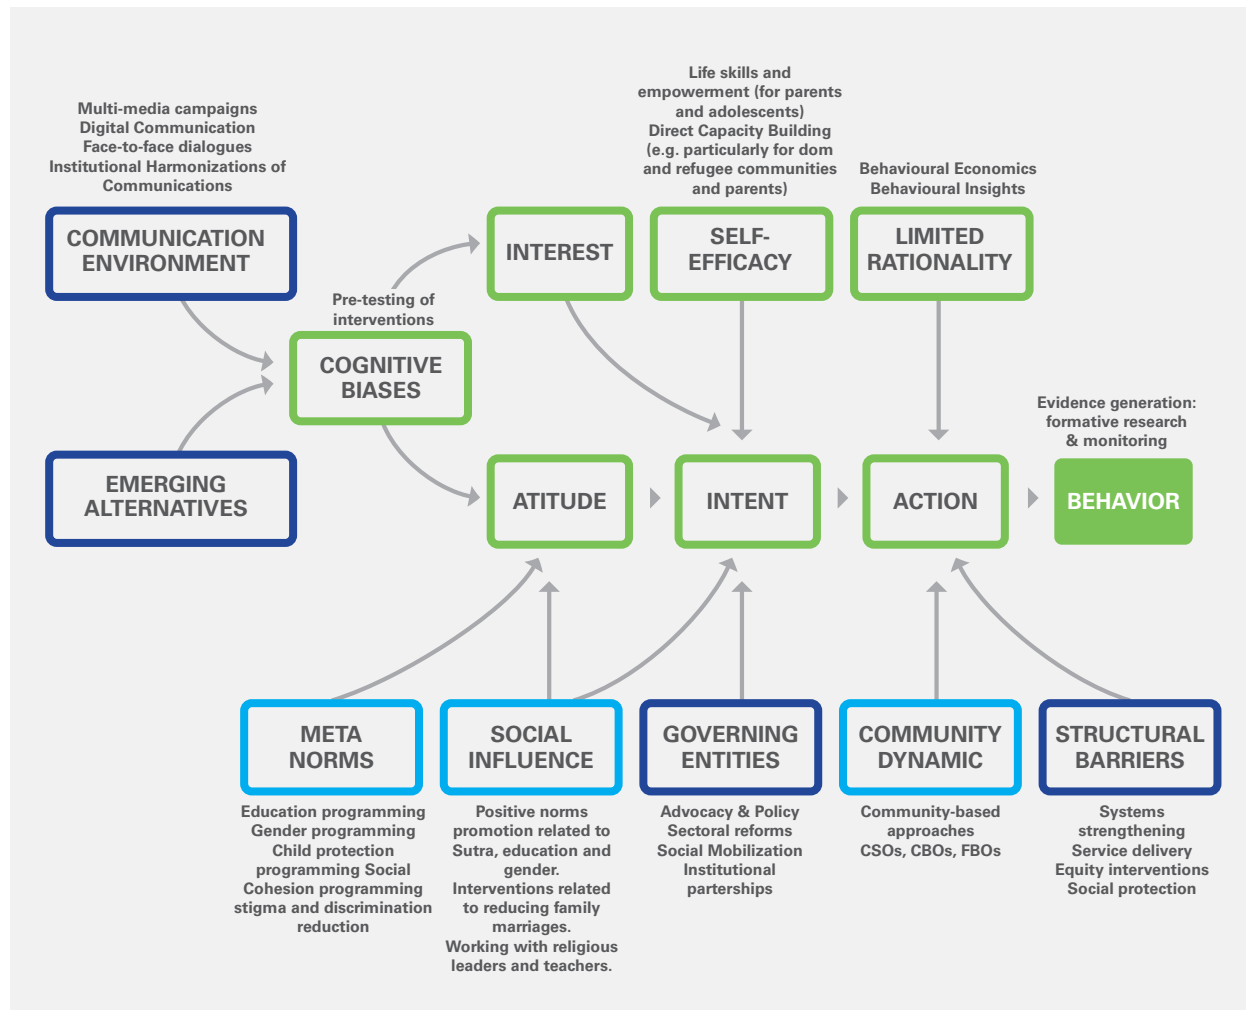 Multi-media campaigns
Digital Communication
Face-to-face dialogues
Institutional Harmonizations of
Communications
COMMUNICATION
ENVIRONMENT
EMERGING
ALTERNATIVES
Pre-testing of
interventions
COGNITIVE
BIASES
INTEREST
Life skills and
empowerment (for parents
and adolescents)
Direct Capacity Building
(e.g. particularly for dom
and refugee communities
and parents)
SELF-
EFFICACY
Behavioural Economics
Behavioural Insights
LIMITED
RATIONALITY
ATITUDE
INTENT
ACTION
Evidence generation:
formative research
& monitoring
BEHAVIOR
META
NORMS
Education programming
Gender programming
Child protection
programming Social
Cohesion programming
stigma and discrimination
reduction
SOCIAL
INFLUENCE
Positive norms
promotion related to
Sutra, education and
gender.
Interventions related
to reducing family
marriages.
Working with religious
leaders and teachers.
GOVERNING
ENTITIES
Advocacy & Policy
Sectoral reforms
Social Mobilization
Institutional
parterships
COMMUNITY
DYNAMIC
Community-based
approaches
CSOs, CBOs, FBOs
STRUCTURAL
BARRIERS
Systems
strengthening
Service delivery
Equity interventions
Social protection